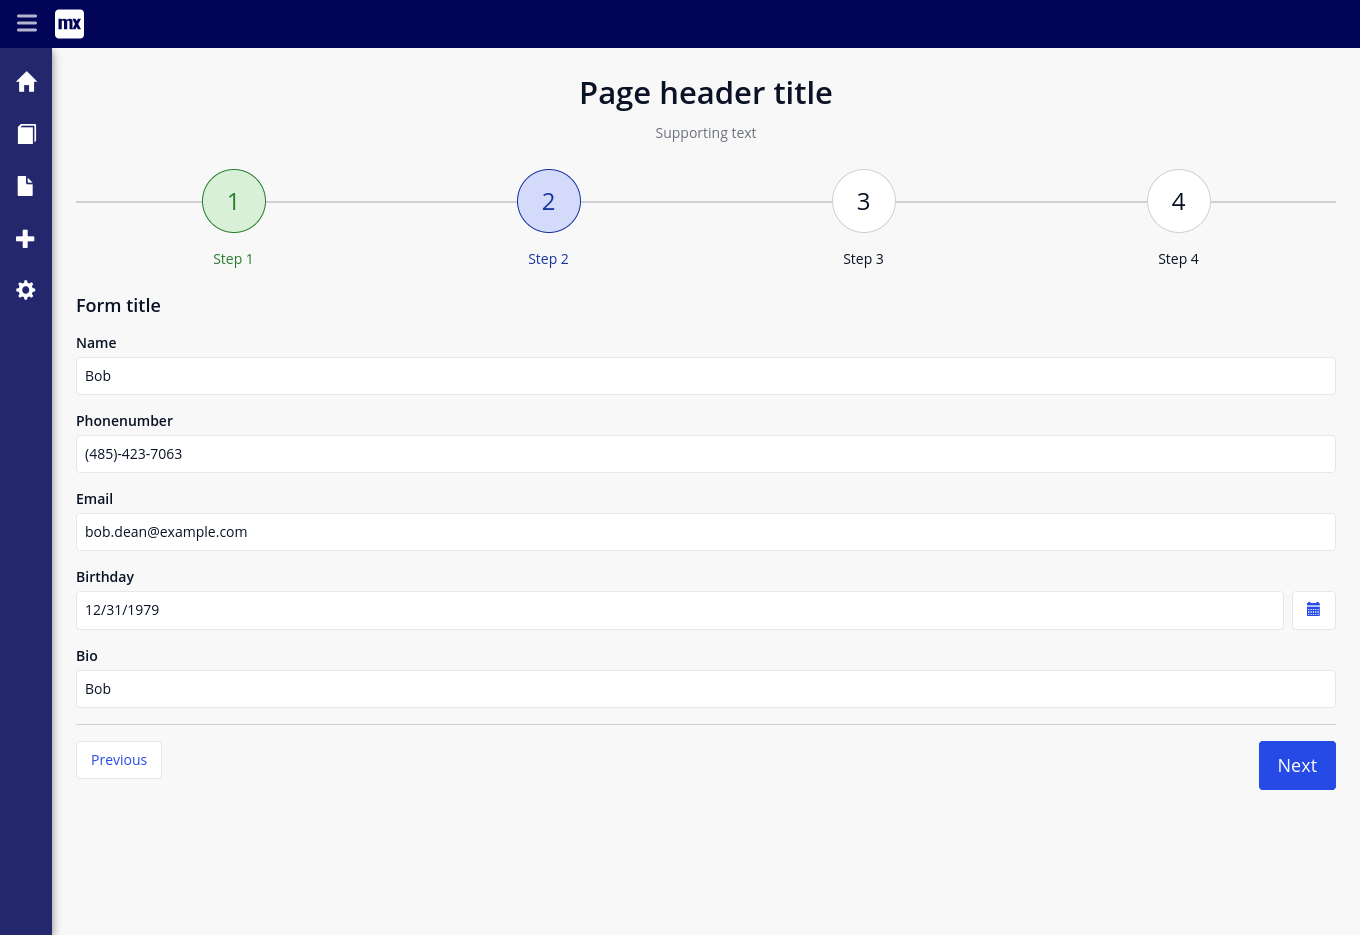 mx
Page header title
Supporting text
1 2 3 4
Step 1 Step 2 Step 3 Step 4
Form title
Name
Bob
Phonenumber
(485)-423-7063
Email
bob.dean@example.com
Birthday
12/31/1979
Bio
Bob
Previous Next